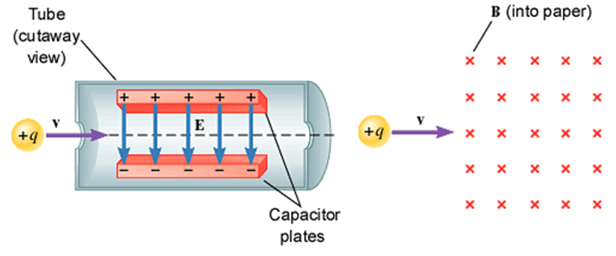 Tube
(cutaway
view)
B (into paper)
+ + + + +
+q
v
E
+q
v
− − − − −
Capacitor
plates
× × × × ×
× × × × ×
× × × × ×
× × × × ×
× × × × ×